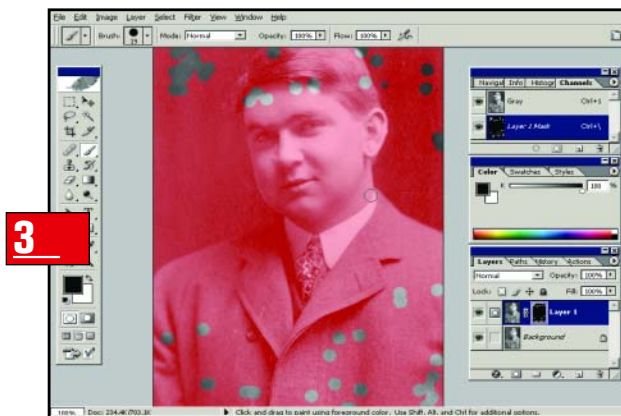 File Edit Image Layer Select Filter View Window Help
Brush: 23 Mode: Normal Opacity: 100% Flow: 100%
Navigat Info Histogr Channels
Gray Ctrl+1
Layer 1 Mask Ctrl+\
Color Swatches Styles
K 100 %
3
Layers Paths History Actions
Normal Opacity: 100%
Lock: Fill: 100%
Layer 1
Background
100% Doc: 234.4K/703.1K Click and drag to paint using foreground color. Use Shift, Alt, and Ctrl for additional options.